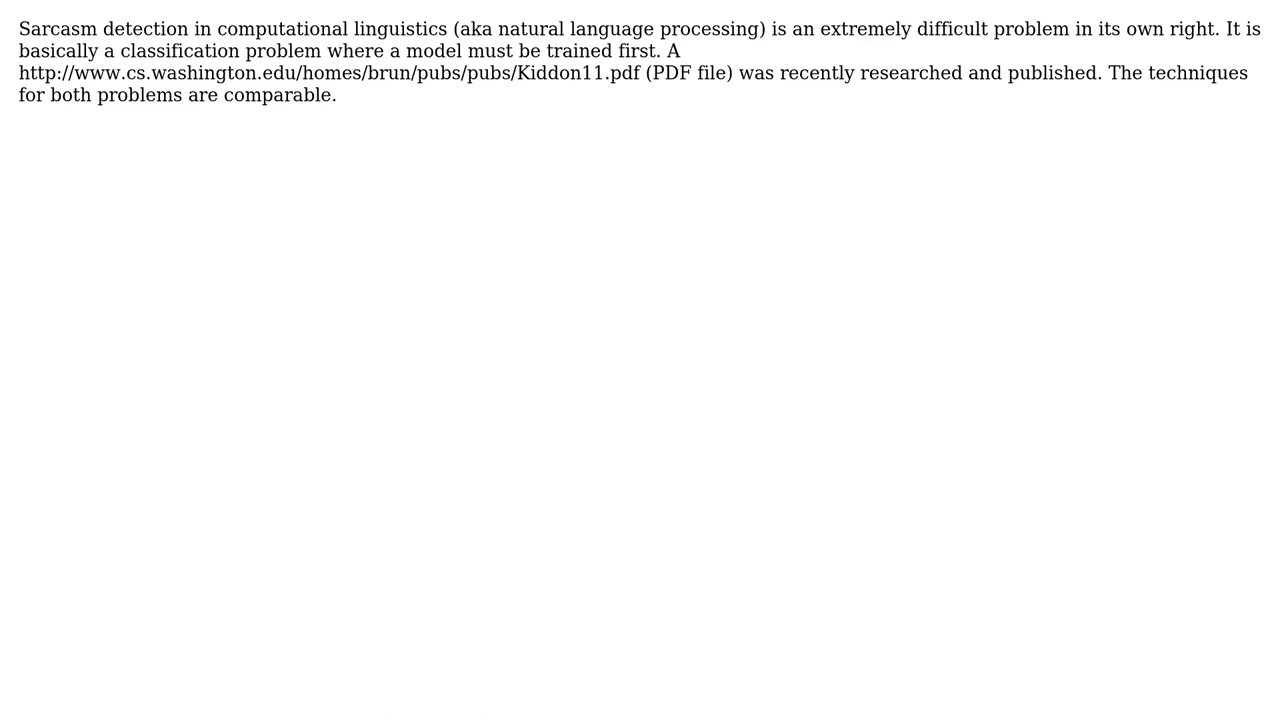 Sarcasm detection in computational linguistics (aka natural language processing) is an extremely difficult problem in its own right. It is
basically a classification problem where a model must be trained first. A
http://www.cs.washington.edu/homes/brun/pubs/pubs/Kiddon11.pdf (PDF file) was recently researched and published. The techniques
for both problems are comparable.